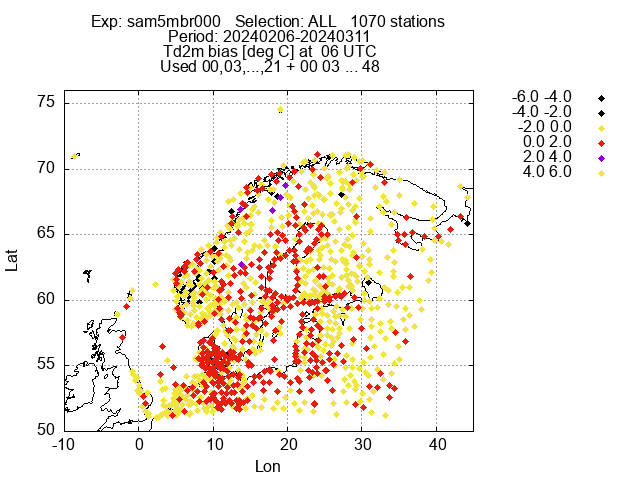 Exp: sam5mbr000   Selection: ALL   1070 stations
Period: 20240206-20240311
Td2m bias [deg C] at  06 UTC
Used 00,03,...,21 + 00 03 ... 48
-6.0 -4.0
-4.0 -2.0
-2.0 0.0
0.0 2.0
2.0 4.0
4.0 6.0
75
70
65
60
55
50
Lat
-10 0 10 20 30 40
Lon